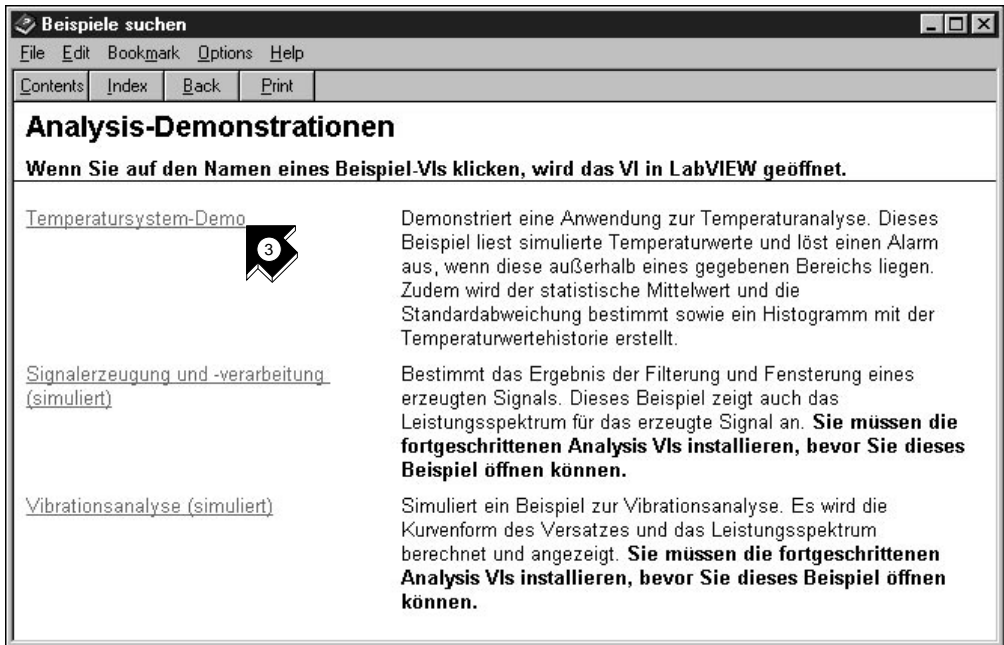 Beispiele suchen
File Edit Bookmark Options Help
Contents Index Back Print
Analysis-Demonstrationen
Wenn Sie auf den Namen eines Beispiel-VIs klicken, wird das VI in LabVIEW geöffnet.
Temperatursystem-Demo
3
Demonstriert eine Anwendung zur Temperaturanalyse. Dieses
Beispiel liest simulierte Temperaturwerte und löst einen Alarm
aus, wenn diese außerhalb eines gegebenen Bereichs liegen.
Zudem wird der statistische Mittelwert und die
Standardabweichung bestimmt sowie ein Histogramm mit der
Temperaturwertehistorie erstellt.
Signalerzeugung und -verarbeitung
(simuliert)
Bestimmt das Ergebnis der Filterung und Fensterung eines
erzeugten Signals. Dieses Beispiel zeigt auch das
Leistungsspektrum für das erzeugte Signal an. Sie müssen die
fortgeschrittenen Analysis VIs installieren, bevor Sie dieses
Beispiel öffnen können.
Vibrationsanalyse (simuliert)
Simuliert ein Beispiel zur Vibrationsanalyse. Es wird die
Kurvenform des Versatzes und das Leistungsspektrum
berechnet und angezeigt. Sie müssen die fortgeschrittenen
Analysis VIs installieren, bevor Sie dieses Beispiel öffnen
können.